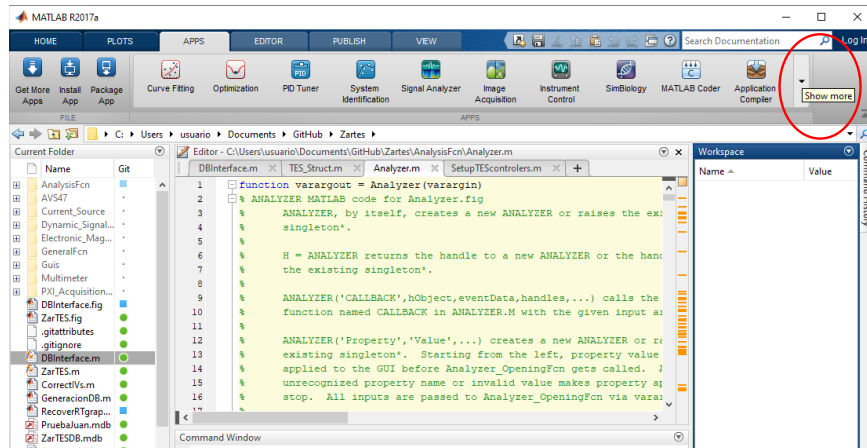 MATLAB R2017a
HOME PLOTS APPS EDITOR PUBLISH VIEW Search Documentation Log In
Get More Apps Install App Package App Curve Fitting Optimization PID Tuner System Identification Signal Analyzer Image Acquisition Instrument Control SimBiology MATLAB Coder Application Compiler Show more
FILE APPS
C: Users usuario Documents GitHub Zartes
Current Folder Editor - C:\Users\usuario\Documents\GitHub\Zartes\AnalysisFcn\Analyzer.m Workspace
Name Git DBInterface.m TES_Struct.m Analyzer.m SetupTEScontrolers.m + Name Value
Command History
AnalysisFcn
AVS47
Current_Source
Dynamic_Signal...
Electronic_Mag...
GeneralFcn
Guis
Multimeter
PXI_Acquisition...
DBInterface.fig
ZarTES.fig
.gitattributes
.gitignore
DBInterface.m
ZarTES.m
CorrectIVs.m
GeneracionDB.m
RecoverRTgrap...
PruebaJuan.mdb
ZarTESDB.mdb
1 function varargout = Analyzer(varargin)
2 % ANALYZER MATLAB code for Analyzer.fig
3 % ANALYZER, by itself, creates a new ANALYZER or raises the exi
4 % singleton*.
5 %
6 % H = ANALYZER returns the handle to a new ANALYZER or the hand
7 % the existing singleton*.
8 %
9 % ANALYZER('CALLBACK',hObject,eventData,handles,...) calls the
10 % function named CALLBACK in ANALYZER.M with the given input ar
11 %
12 % ANALYZER('Property','Value',...) creates a new ANALYZER or ra
13 % existing singleton*. Starting from the left, property value
14 % applied to the GUI before Analyzer_OpeningFcn gets called. A
15 % unrecognized property name or invalid value makes property ap
16 % stop. All inputs are passed to Analyzer_OpeningFcn via varar
17 %
Command Window